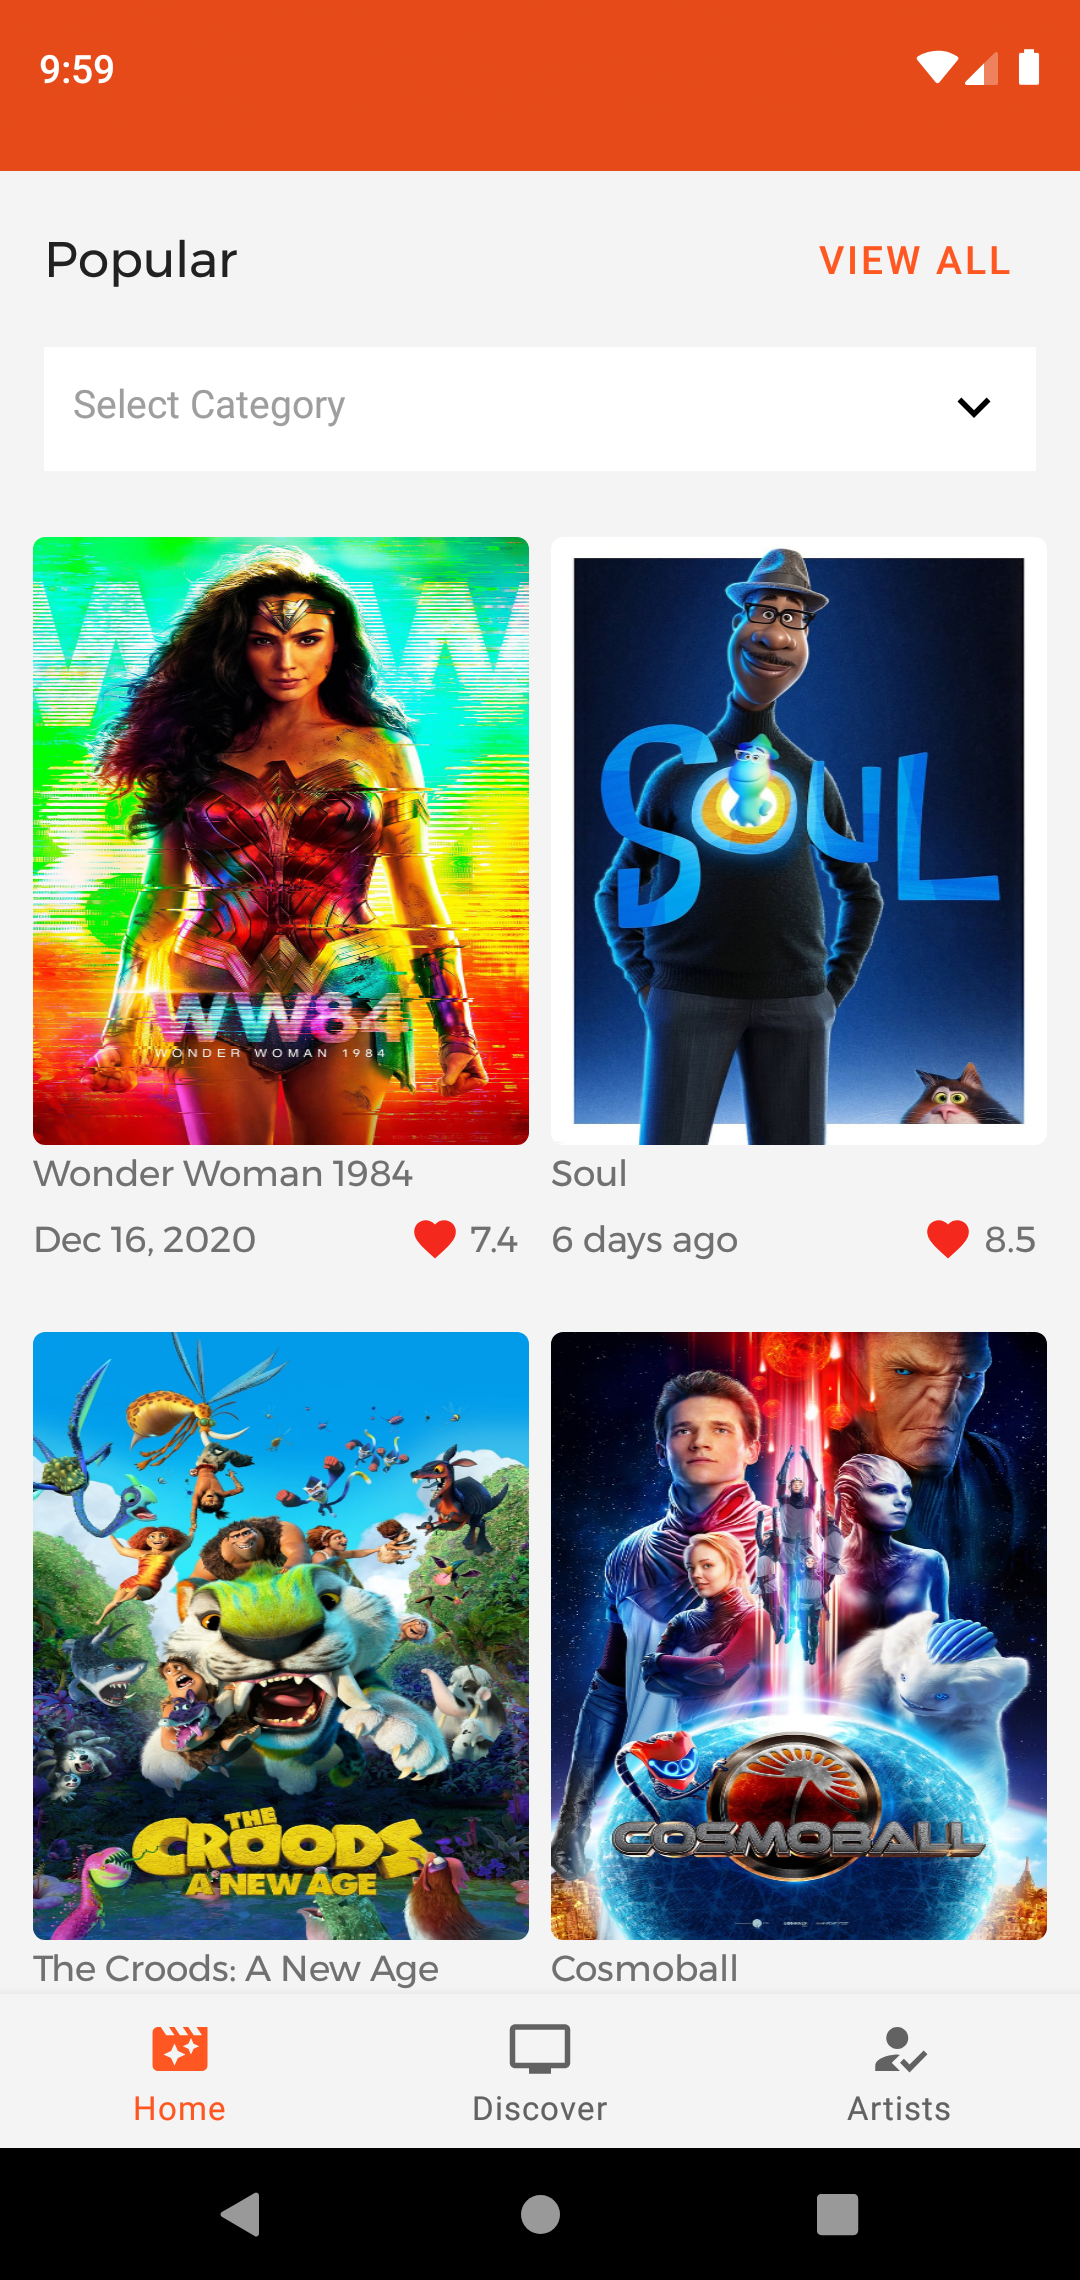 9:59
Popular
VIEW ALL
Select Category
WW
WW84
WONDER WOMAN 1984
SOUL
Wonder Woman 1984
Soul
Dec 16, 2020
7.4
6 days ago
8.5
THE
CROODS
A NEW AGE
COSMOBALL
The Croods: A New Age
Cosmoball
Home
Discover
Artists